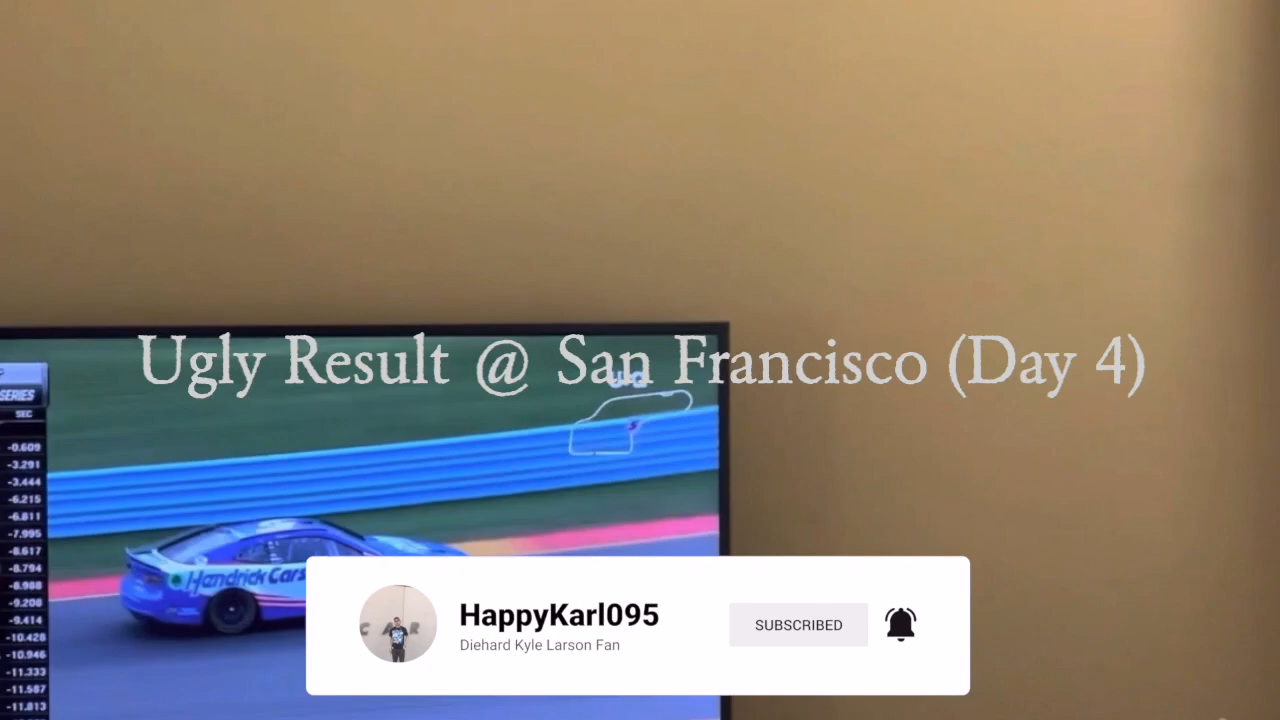 Ugly Result @ San Francisco (Day 4)
SERIES
SEC
-0.609
-3.291
-3.444
-6.215
-6.811
-7.995
-8.617
-8.794
-8.988
-9.208
-9.414
-10.428
-10.946
-11.333
-11.587
-11.813
Hendrick Cars
HappyKarl095
Diehard Kyle Larson Fan
SUBSCRIBED